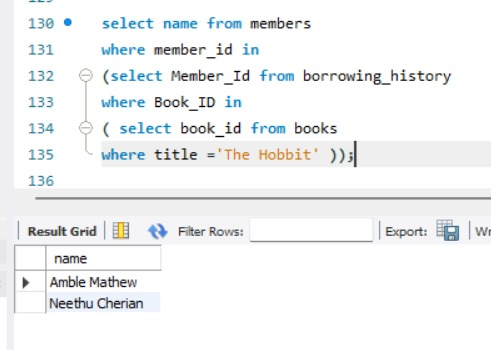 130 select name from members
131 where member_id in
132 (select Member_Id from borrowing_history
133 where Book_ID in
134 ( select book_id from books
135 where title ='The Hobbit' ));
136
Result Grid Filter Rows: Export:
name
Amble Mathew
Neethu Cherian